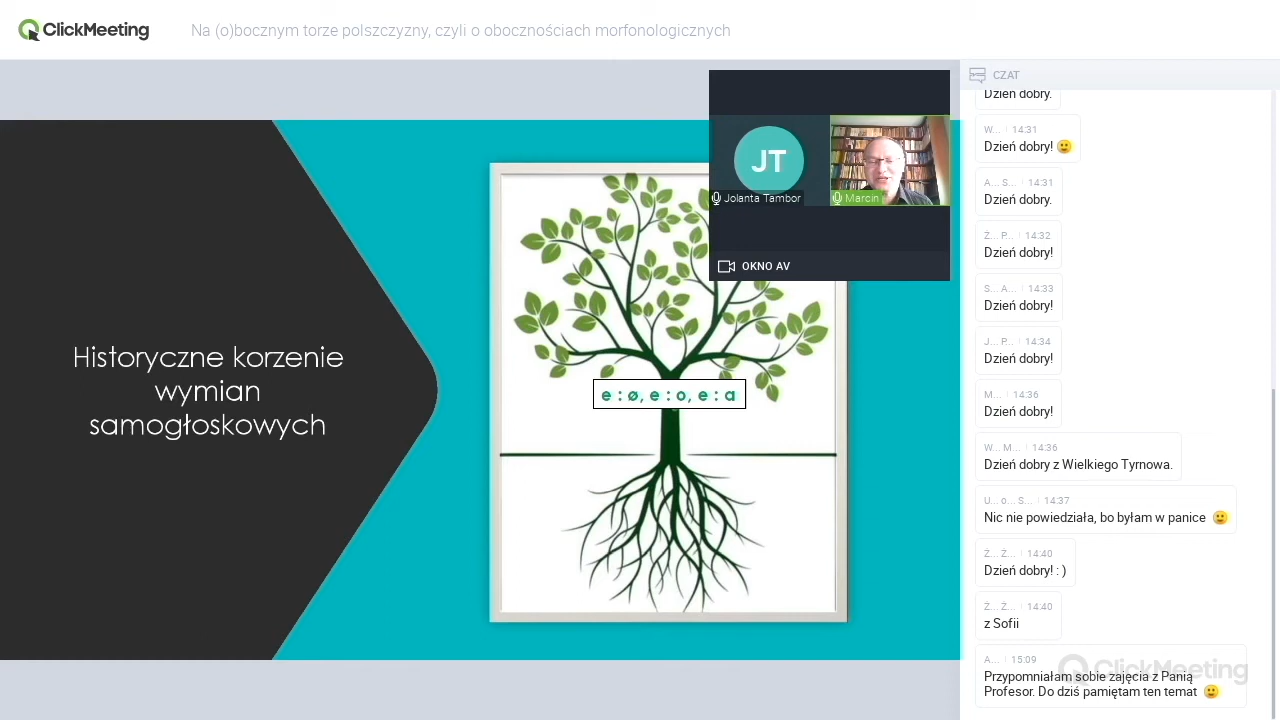 ClickMeeting
Na (o)bocznym torze polszczyzny, czyli o obocznościach morfonologicznych
Historyczne korzenie
wymian
samogłoskowych
e : ø, e : o, e : a
JT
Jolanta Tambor
Marcin
OKNO AV
CZAT
Dzień dobry.
W... 14:31
Dzień dobry! 🙂
A... S... 14:31
Dzień dobry.
Z... P... 14:32
Dzień dobry!
S... A... 14:33
Dzień dobry!
J... P... 14:34
Dzień dobry!
M... 14:36
Dzień dobry!
W... M... 14:36
Dzień dobry z Wielkiego Tyrnowa.
U... o... S... 14:37
Nic nie powiedziała, bo byłam w panice 🙂
Ż... Ż... 14:40
Dzień dobry! : )
Ż... Ż... 14:40
z Sofii
A... 15:09
Przypomniałam sobie zajęcia z Panią
Profesor. Do dziś pamiętam ten temat 🙂
ClickMeeting